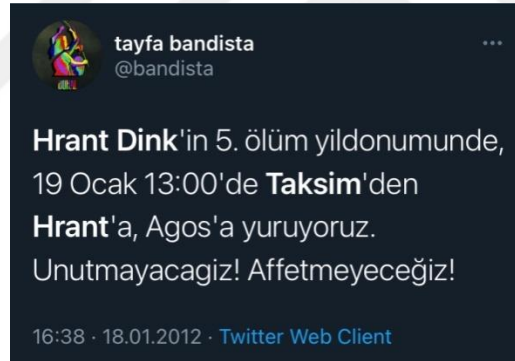 tayfa bandista
@bandista
Hrant Dink'in 5. ölüm yildonumunde,
19 Ocak 13:00'de Taksim'den
Hrant'a, Agos'a yuruyoruz.
Unutmayacagiz! Affetmeyeceğiz!
16:38 · 18.01.2012 · Twitter Web Client